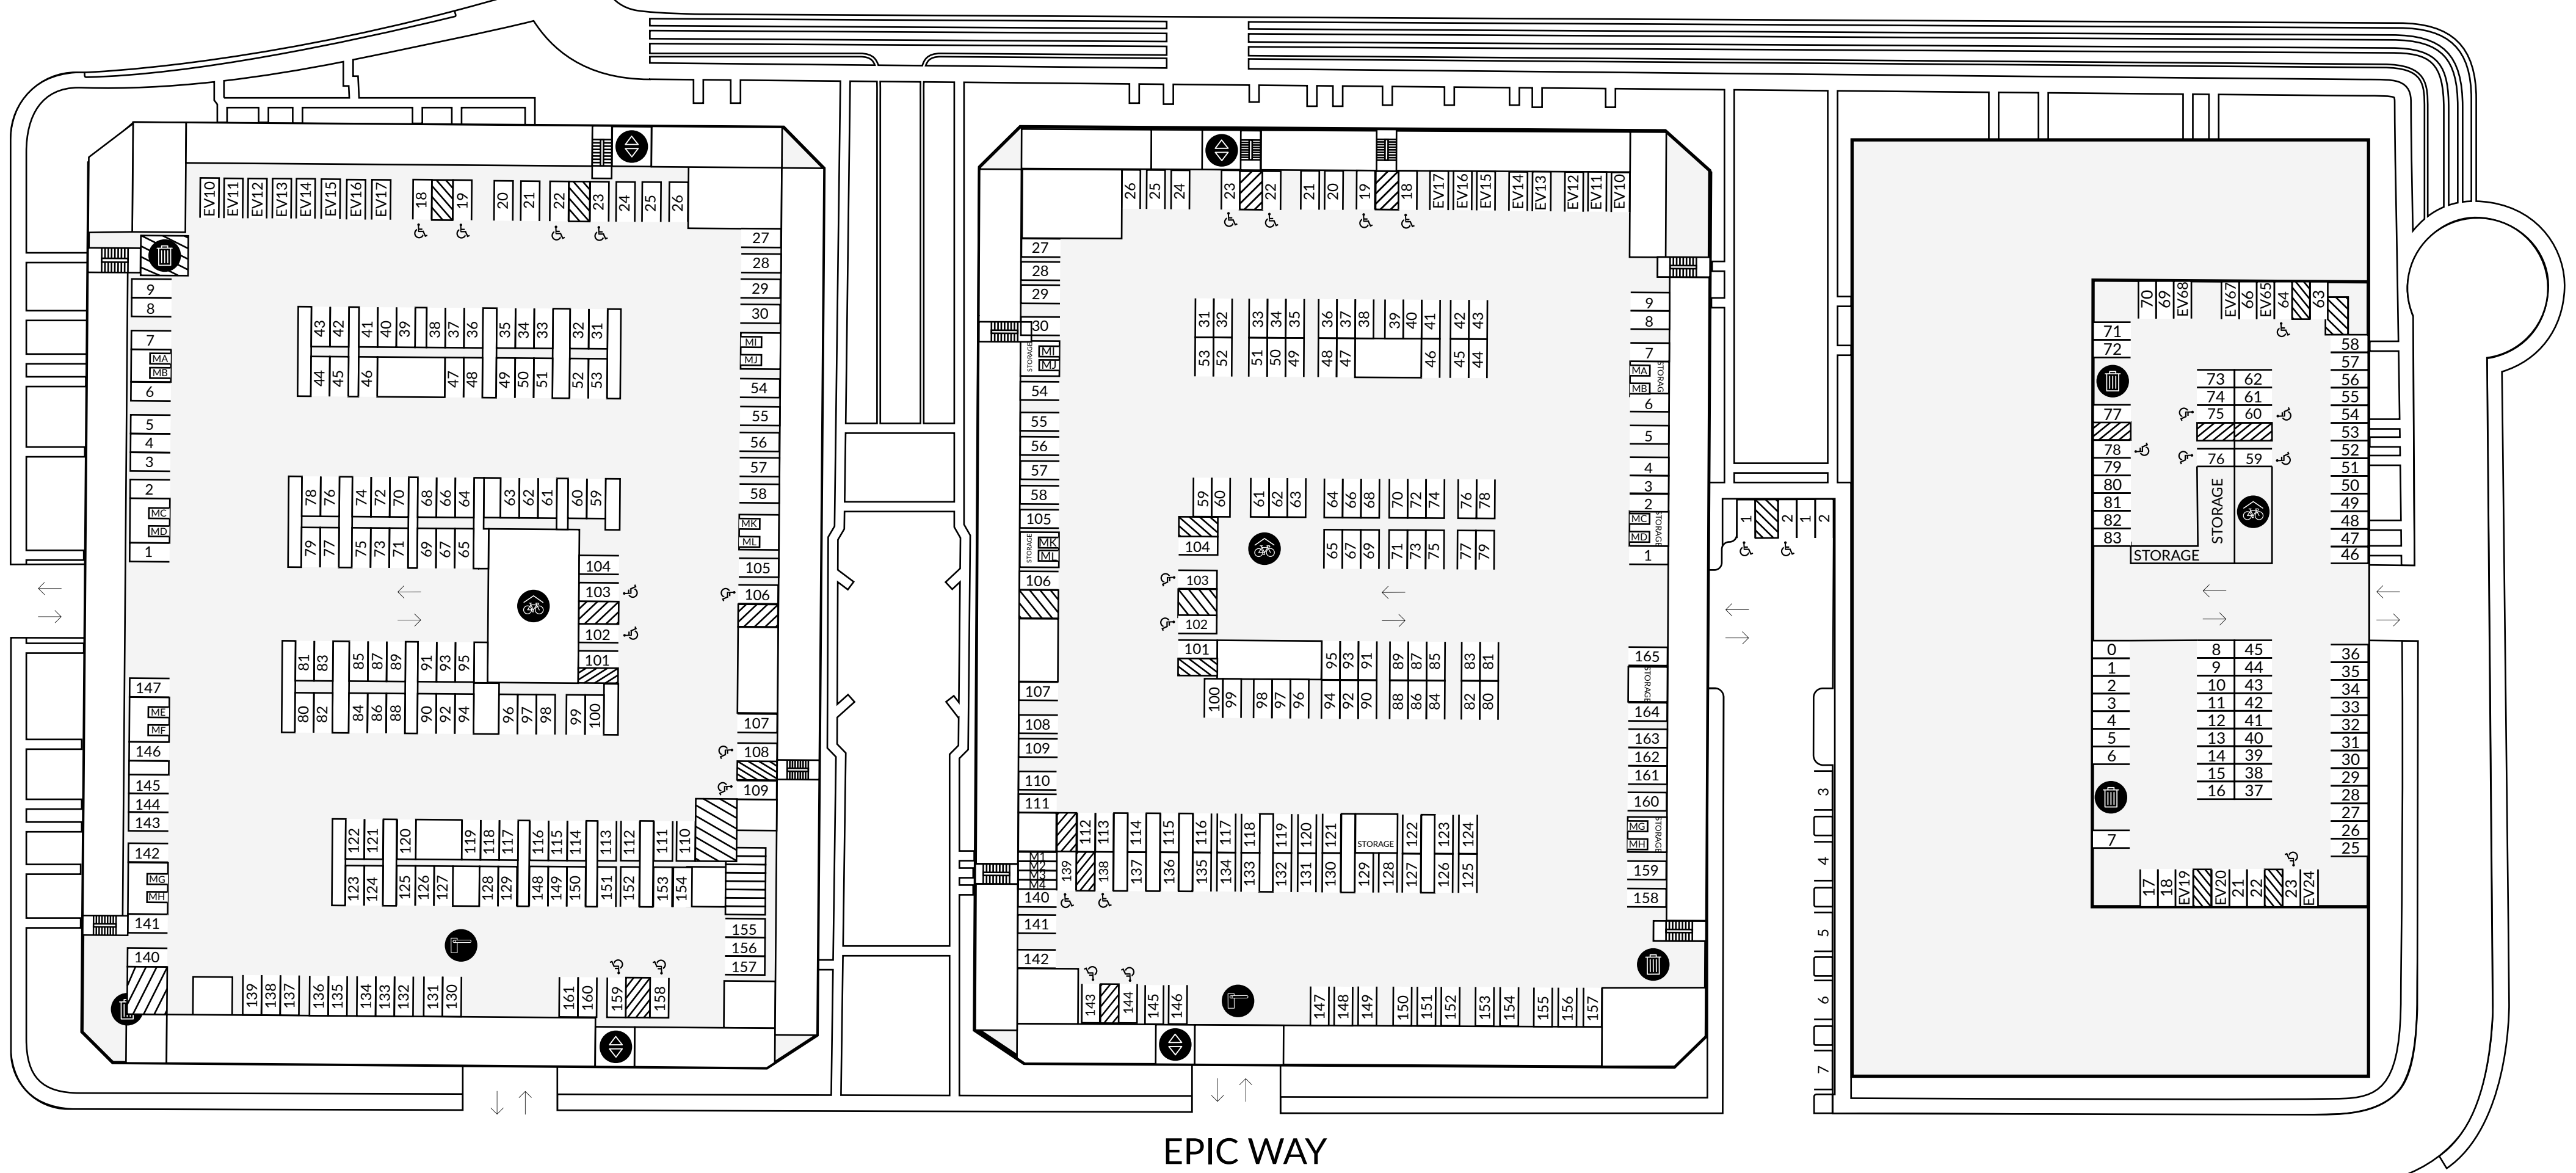 EV10 EV11 EV12 EV13 EV14 EV15 EV16 EV17 18 19 20 21 22 23 24 25 26
27
28
29
30
MI
MJ
54
55
56
57
58
MK
ML
105
106
107
108
109
9
8
7
MA
MB
6
5
4
3
2
MC
MD
1
147
ME
MF
146
145
144
143
142
MG
MH
141
140
43 42 41 40 39 38 37 36 35 34 33 32 31
44 45 46 47 48 49 50 51 52 53
78 76 74 72 70 68 66 64 63 62 61 60 59
79 77 75 73 71 69 67 65
104
103
102
101
81 83 85 87 89 91 93 95
80 82 84 86 88 90 92 94 96 97 98 99 100
122 121 120 119 118 117 116 115 114 113 112 111 110
123 124 125 126 127 128 129 148 149 150 151 152 153 154
155
156
157
139 138 137 136 135 134 133 132 131 130 161 160 159 158
26 25 24 23 22 21 20 19 18 EV17 EV16 EV15 EV14 EV13 EV12 EV11 EV10
27
28
29
30
STORAGE
MI
MJ
54
55
56
57
58
105
STORAGE
MK
ML
106
107
108
109
110
111
M1
M2
M3
M4
140
141
142
31 32 33 34 35 36 37 38 39 40 41 42 43
53 52 51 50 49 48 47 46 45 44
59 60 61 62 63 64 66 68 70 72 74 76 78
65 67 69 71 73 75 77 79
104
103
102
101
95 93 91 89 87 85 83 81
100 99 98 97 96 94 92 90 88 86 84 82 80
112 113 114 115 116 117 118 119 120 121 STORAGE 122 123 124
139 138 137 136 135 134 133 132 131 130 129 128 127 126 125
143 144 145 146 147 148 149 150 151 152 153 154 155 156 157
9
8
7
MA
MB
STORAG
6
5
4
3
2
MC
MD
STORAGE
1
165
STORAGE
164
163
162
161
160
MG
MH
STORAGE
159
158
1 2 1 2
3
4
5
6
7
70 69 EV68 EV67 66 EV65 64 63
71
72
77
78
79
80
81
82
83
73 62
74 61
75 60
76 59
STORAGE
STORAGE
58
57
56
55
54
53
52
51
50
49
48
47
46
0
1
2
3
4
5
6
7
8 45
9 44
10 43
11 42
12 41
13 40
14 39
15 38
16 37
36
35
34
33
32
31
30
29
28
27
26
25
17 18 EV19 EV20 21 22 23 EV24
EPIC WAY